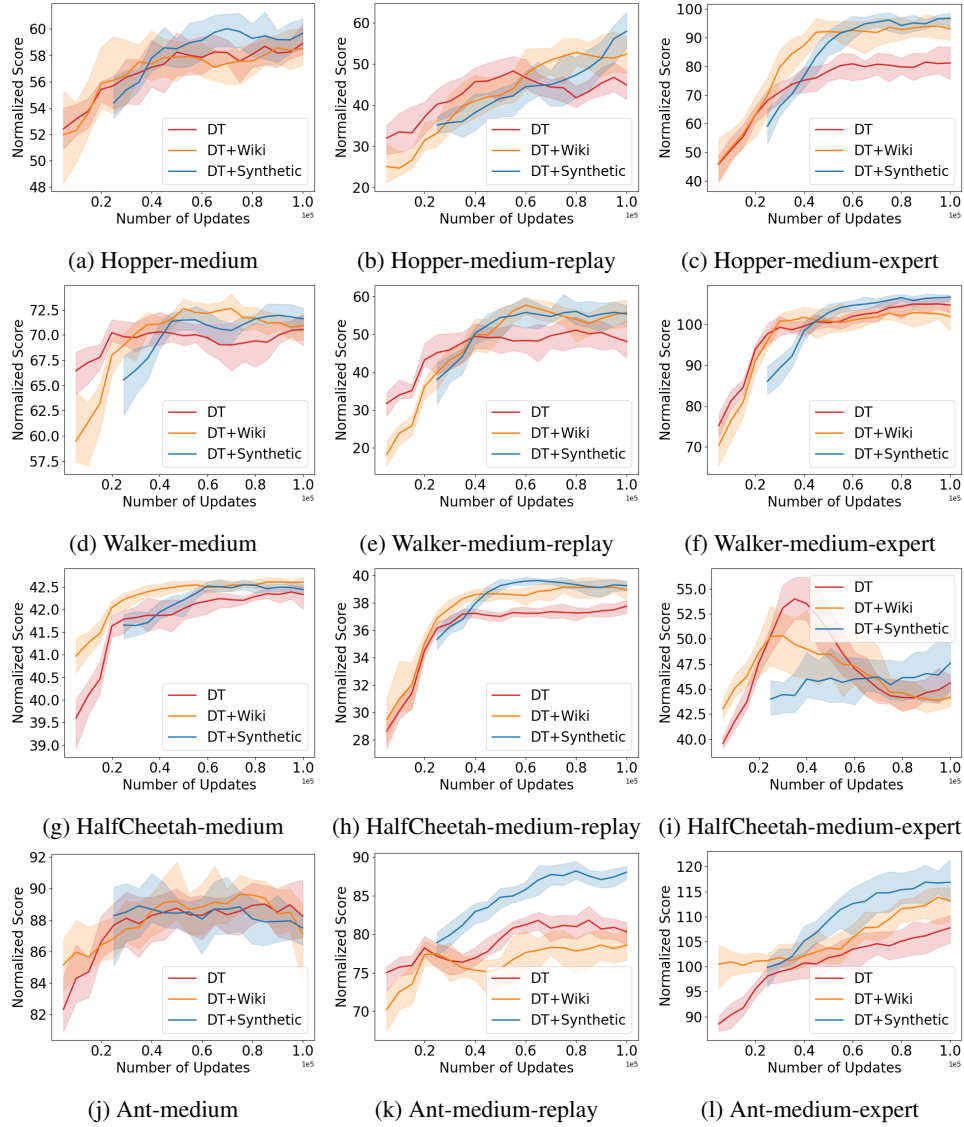 Normalized Score
60
58
56
54
52
50
48
DT
DT+Wiki
DT+Synthetic
0.2 0.4 0.6 0.8 1.0
Number of Updates
1e5
(a) Hopper-medium
Normalized Score
60
50
40
30
20
DT
DT+Wiki
DT+Synthetic
0.2 0.4 0.6 0.8 1.0
Number of Updates
1e5
(b) Hopper-medium-replay
Normalized Score
100
90
80
70
60
50
40
DT
DT+Wiki
DT+Synthetic
0.2 0.4 0.6 0.8 1.0
Number of Updates
1e5
(c) Hopper-medium-expert
Normalized Score
72.5
70.0
67.5
65.0
62.5
60.0
57.5
DT
DT+Wiki
DT+Synthetic
0.2 0.4 0.6 0.8 1.0
Number of Updates
1e5
(d) Walker-medium
Normalized Score
60
50
40
30
20
DT
DT+Wiki
DT+Synthetic
0.2 0.4 0.6 0.8 1.0
Number of Updates
1e5
(e) Walker-medium-replay
Normalized Score
100
90
80
70
DT
DT+Wiki
DT+Synthetic
0.2 0.4 0.6 0.8 1.0
Number of Updates
1e5
(f) Walker-medium-expert
Normalized Score
42.5
42.0
41.5
41.0
40.5
40.0
39.5
39.0
DT
DT+Wiki
DT+Synthetic
0.2 0.4 0.6 0.8 1.0
Number of Updates
1e5
(g) HalfCheetah-medium
Normalized Score
40
38
36
34
32
30
28
DT
DT+Wiki
DT+Synthetic
0.2 0.4 0.6 0.8 1.0
Number of Updates
1e5
(h) HalfCheetah-medium-replay
Normalized Score
55.0
52.5
50.0
47.5
45.0
42.5
40.0
DT
DT+Wiki
DT+Synthetic
0.2 0.4 0.6 0.8 1.0
Number of Updates
1e5
(i) HalfCheetah-medium-expert
Normalized Score
92
90
88
86
84
82
DT
DT+Wiki
DT+Synthetic
0.2 0.4 0.6 0.8 1.0
Number of Updates
1e5
(j) Ant-medium
Normalized Score
90
85
80
75
70
DT
DT+Wiki
DT+Synthetic
0.2 0.4 0.6 0.8 1.0
Number of Updates
1e5
(k) Ant-medium-replay
Normalized Score
120
115
110
105
100
95
90
DT
DT+Wiki
DT+Synthetic
0.2 0.4 0.6 0.8 1.0
Number of Updates
1e5
(l) Ant-medium-expert